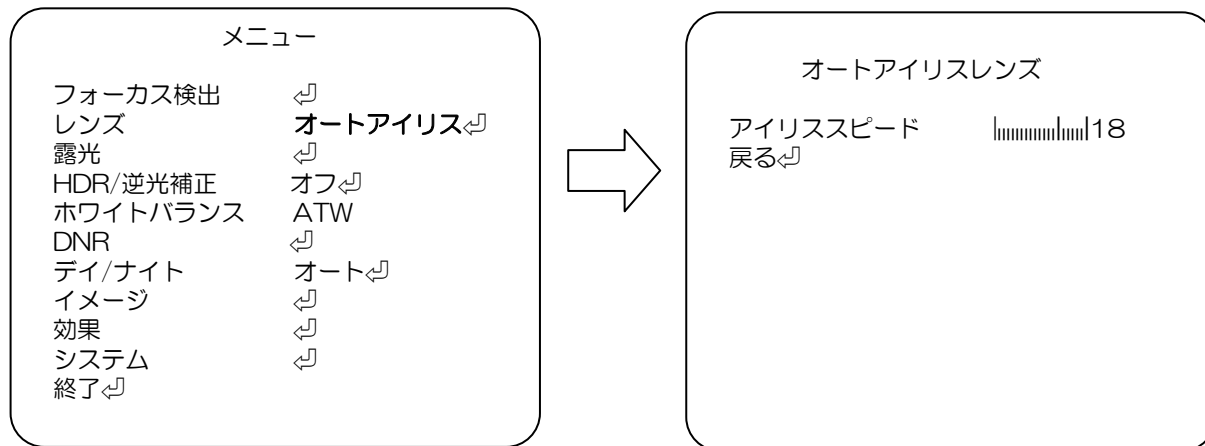 メニュー
フォーカス検出 ⏎
レンズ オートアイリス⏎
露光 ⏎
HDR/逆光補正 オフ⏎
ホワイトバランス ATW
DNR ⏎
デイ/ナイト オート⏎
イメージ ⏎
効果 ⏎
システム ⏎
終了⏎
オートアイリスレンズ
アイリススピード 18
戻る⏎